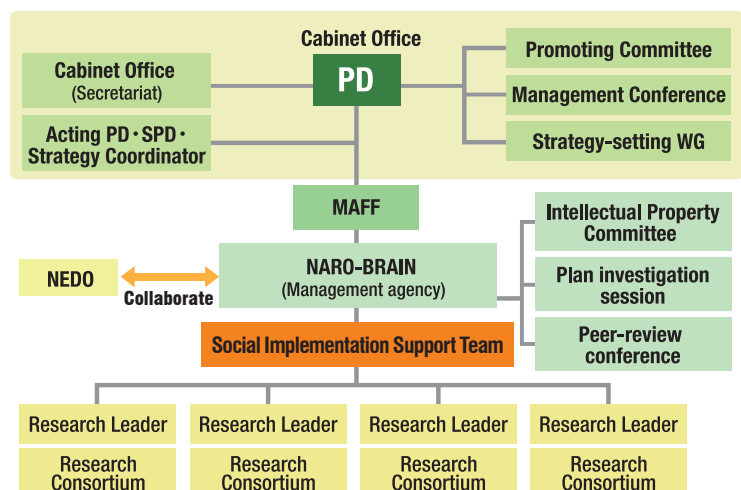 Cabinet Office
PD
Cabinet Office
(Secretariat)
Acting PD・SPD・
Strategy Coordinator
Promoting Committee
Management Conference
Strategy-setting WG
MAFF
NARO-BRAIN
(Management agency)
NEDO
Collaborate
Intellectual Property
Committee
Plan investigation
session
Peer-review
conference
Social Implementation Support Team
Research Leader
Research Leader
Research Leader
Research Leader
Research
Consortium
Research
Consortium
Research
Consortium
Research
Consortium